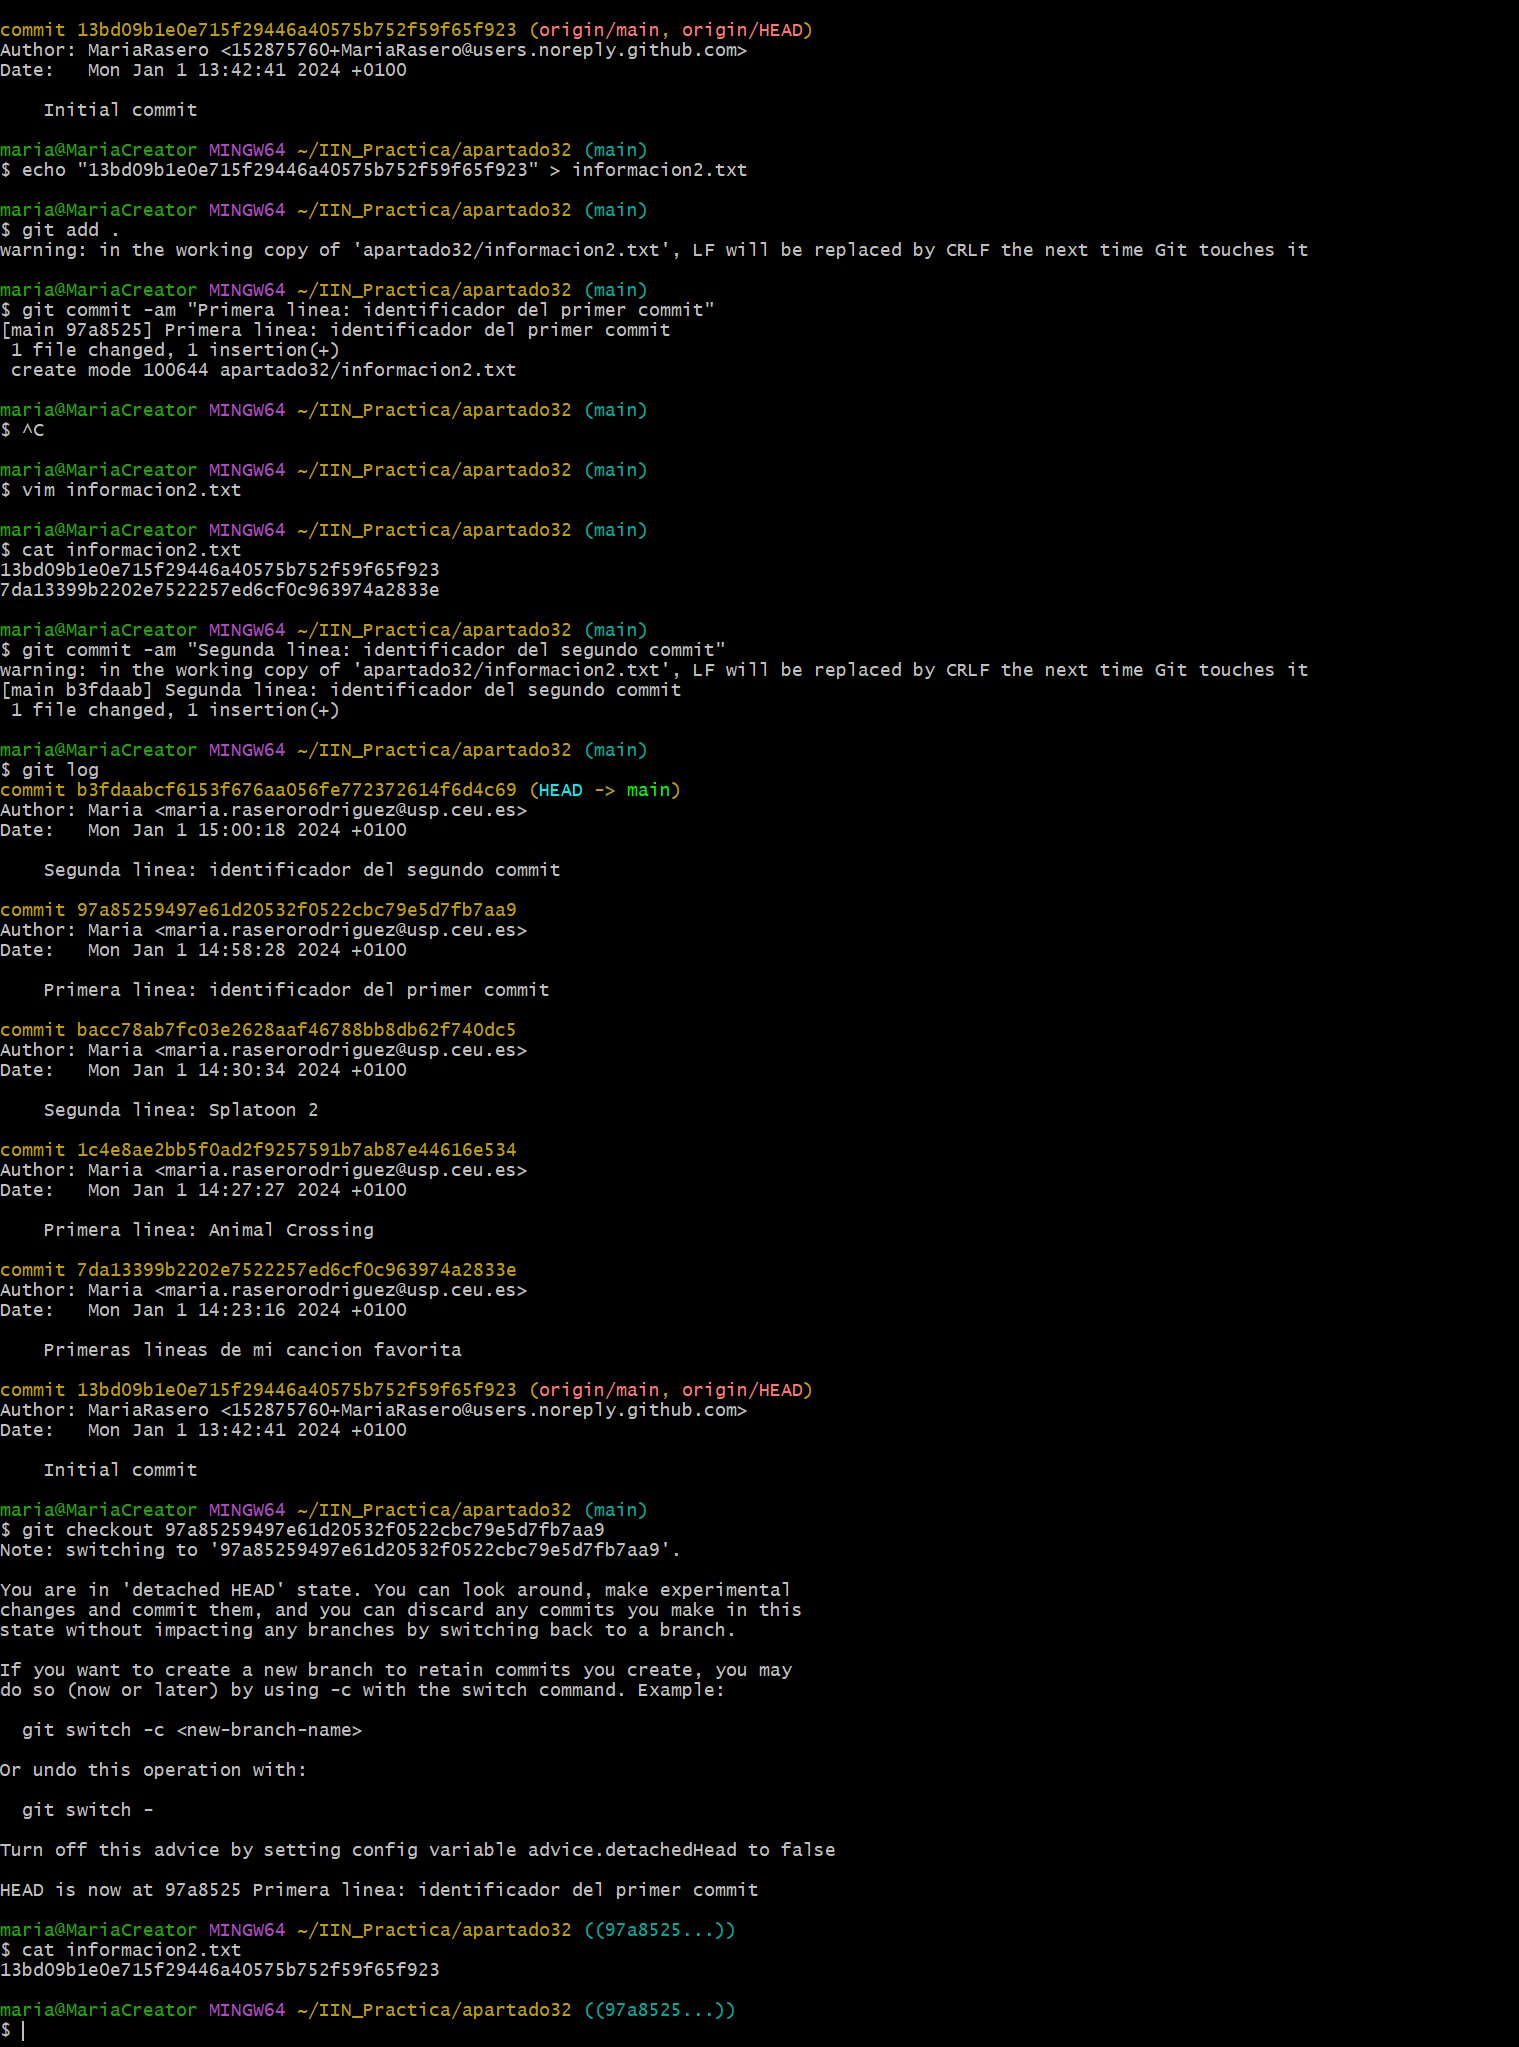 commit 13bd09b1e0e715f29446a40575b752f59f65f923 (origin/main, origin/HEAD)
Author: MariaRasero <152875760+MariaRasero@users.noreply.github.com>
Date:   Mon Jan 1 13:42:41 2024 +0100
    Initial commit
maria@MariaCreator MINGW64 ~/IIN_Practica/apartado32 (main)
$ echo "13bd09b1e0e715f29446a40575b752f59f65f923" > informacion2.txt
maria@MariaCreator MINGW64 ~/IIN_Practica/apartado32 (main)
$ git add .
warning: in the working copy of 'apartado32/informacion2.txt', LF will be replaced by CRLF the next time Git touches it
maria@MariaCreator MINGW64 ~/IIN_Practica/apartado32 (main)
$ git commit -am "Primera linea: identificador del primer commit"
[main 97a8525] Primera linea: identificador del primer commit
 1 file changed, 1 insertion(+)
 create mode 100644 apartado32/informacion2.txt
maria@MariaCreator MINGW64 ~/IIN_Practica/apartado32 (main)
$ ^C
maria@MariaCreator MINGW64 ~/IIN_Practica/apartado32 (main)
$ vim informacion2.txt
maria@MariaCreator MINGW64 ~/IIN_Practica/apartado32 (main)
$ cat informacion2.txt
13bd09b1e0e715f29446a40575b752f59f65f923
7da13399b2202e7522257ed6cf0c963974a2833e
maria@MariaCreator MINGW64 ~/IIN_Practica/apartado32 (main)
$ git commit -am "Segunda linea: identificador del segundo commit"
warning: in the working copy of 'apartado32/informacion2.txt', LF will be replaced by CRLF the next time Git touches it
[main b3fdaab] Segunda linea: identificador del segundo commit
 1 file changed, 1 insertion(+)
maria@MariaCreator MINGW64 ~/IIN_Practica/apartado32 (main)
$ git log
commit b3fdaabcf6153f676aa056fe772372614f6d4c69 (HEAD -> main)
Author: Maria <maria.raserorodriguez@usp.ceu.es>
Date:   Mon Jan 1 15:00:18 2024 +0100
    Segunda linea: identificador del segundo commit
commit 97a85259497e61d20532f0522cbc79e5d7fb7aa9
Author: Maria <maria.raserorodriguez@usp.ceu.es>
Date:   Mon Jan 1 14:58:28 2024 +0100
    Primera linea: identificador del primer commit
commit bacc78ab7fc03e2628aaf46788bb8db62f740dc5
Author: Maria <maria.raserorodriguez@usp.ceu.es>
Date:   Mon Jan 1 14:30:34 2024 +0100
    Segunda linea: Splatoon 2
commit 1c4e8ae2bb5f0ad2f9257591b7ab87e44616e534
Author: Maria <maria.raserorodriguez@usp.ceu.es>
Date:   Mon Jan 1 14:27:27 2024 +0100
    Primera linea: Animal Crossing
commit 7da13399b2202e7522257ed6cf0c963974a2833e
Author: Maria <maria.raserorodriguez@usp.ceu.es>
Date:   Mon Jan 1 14:23:16 2024 +0100
    Primeras lineas de mi cancion favorita
commit 13bd09b1e0e715f29446a40575b752f59f65f923 (origin/main, origin/HEAD)
Author: MariaRasero <152875760+MariaRasero@users.noreply.github.com>
Date:   Mon Jan 1 13:42:41 2024 +0100
    Initial commit
maria@MariaCreator MINGW64 ~/IIN_Practica/apartado32 (main)
$ git checkout 97a85259497e61d20532f0522cbc79e5d7fb7aa9
Note: switching to '97a85259497e61d20532f0522cbc79e5d7fb7aa9'.
You are in 'detached HEAD' state. You can look around, make experimental
changes and commit them, and you can discard any commits you make in this
state without impacting any branches by switching back to a branch.
If you want to create a new branch to retain commits you create, you may
do so (now or later) by using -c with the switch command. Example:
  git switch -c <new-branch-name>
Or undo this operation with:
  git switch -
Turn off this advice by setting config variable advice.detachedHead to false
HEAD is now at 97a8525 Primera linea: identificador del primer commit
maria@MariaCreator MINGW64 ~/IIN_Practica/apartado32 ((97a8525...))
$ cat informacion2.txt
13bd09b1e0e715f29446a40575b752f59f65f923
maria@MariaCreator MINGW64 ~/IIN_Practica/apartado32 ((97a8525...))
$